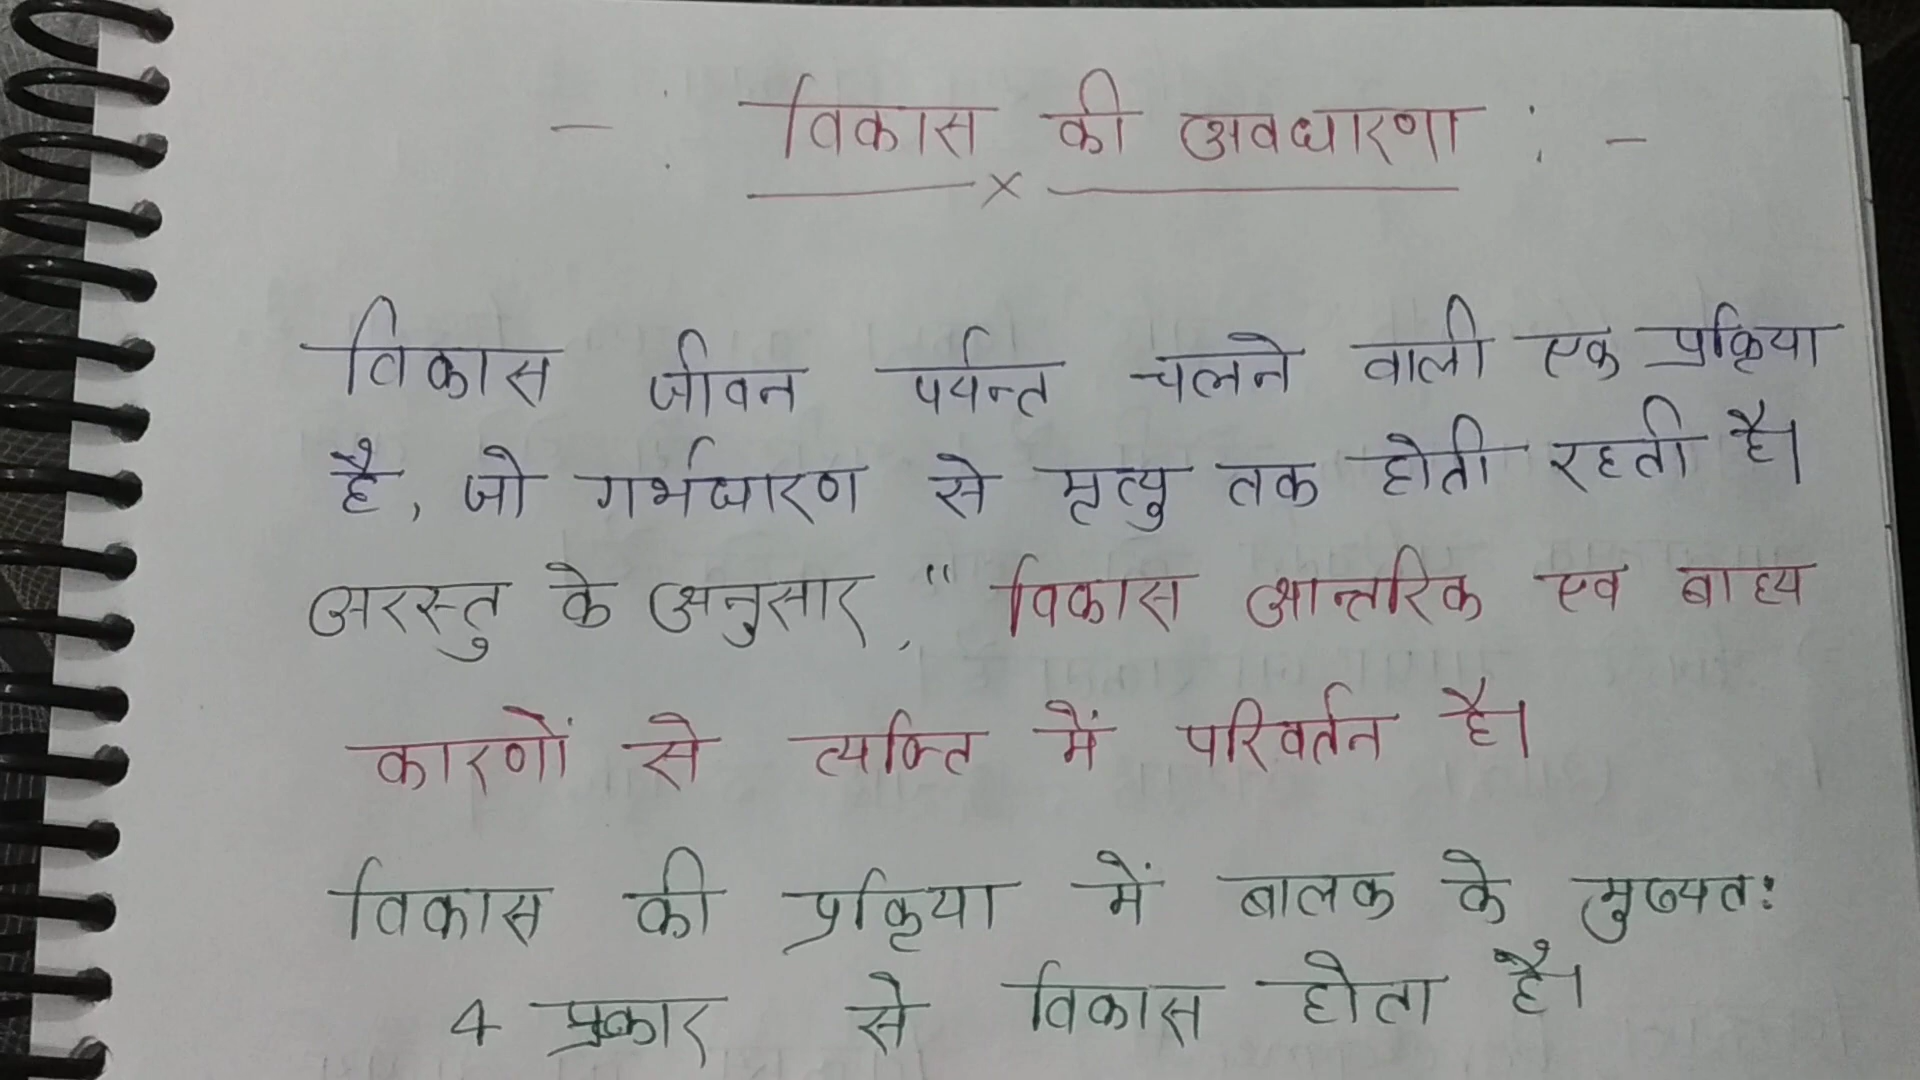 -: विकास की अवधारणा :-
विकास जीवन पर्यन्त चलने वाली एक प्रक्रिया
है, जो गर्भधारण से मृत्यु तक होती रहती है।
अरस्तु के अनुसार, "विकास आन्तरिक एव बाह्य
कारणों से व्यक्ति में परिवर्तन है।
विकास की प्रक्रिया में बालक के मुख्यत:
4 प्रकार से विकास होता है।